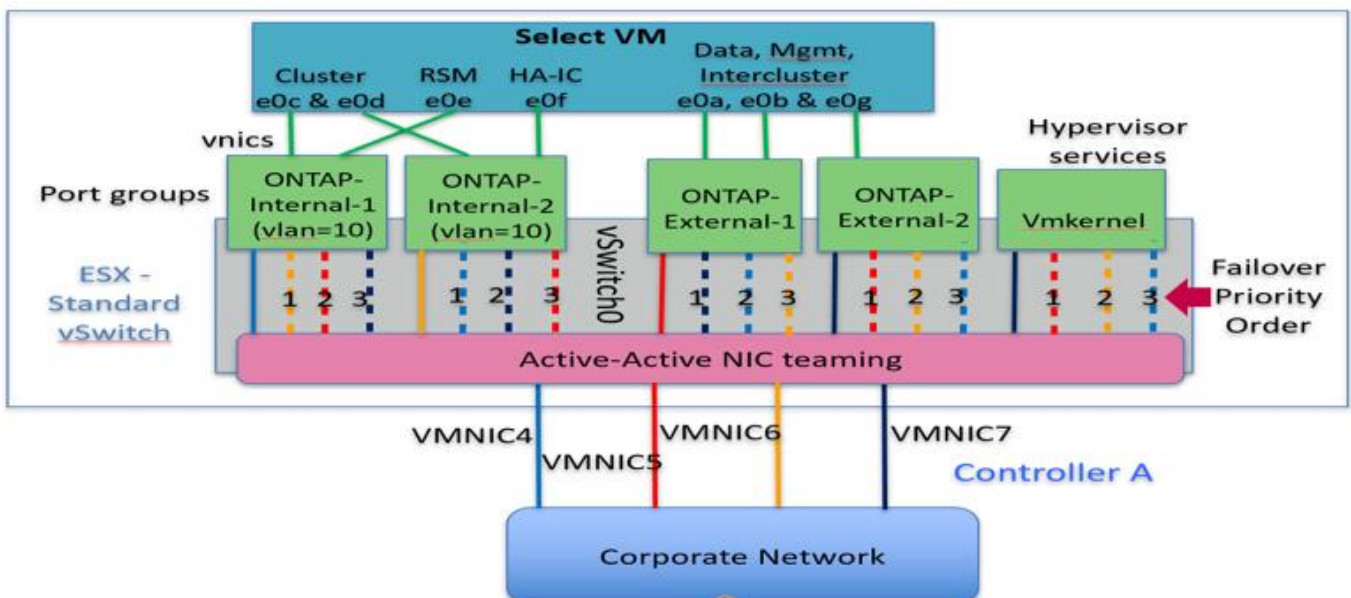 Select VM
Cluster
e0c & e0d
RSM
e0e
HA-IC
e0f
Data, Mgmt,
Intercluster
e0a, e0b & e0g
vnics
Hypervisor
services
Port groups
ONTAP-
Internal-1
(vlan=10)
ONTAP-
Internal-2
(vlan=10)
ONTAP-
External-1
ONTAP-
External-2
Vmkernel
vSwitch0
ESX -
Standard
vSwitch
1 2 3
1 2 3
1 2 3
1 2 3
1 2 3
Failover
Priority
Order
Active-Active NIC teaming
VMNIC4
VMNIC5
VMNIC6
VMNIC7
Controller A
Corporate Network